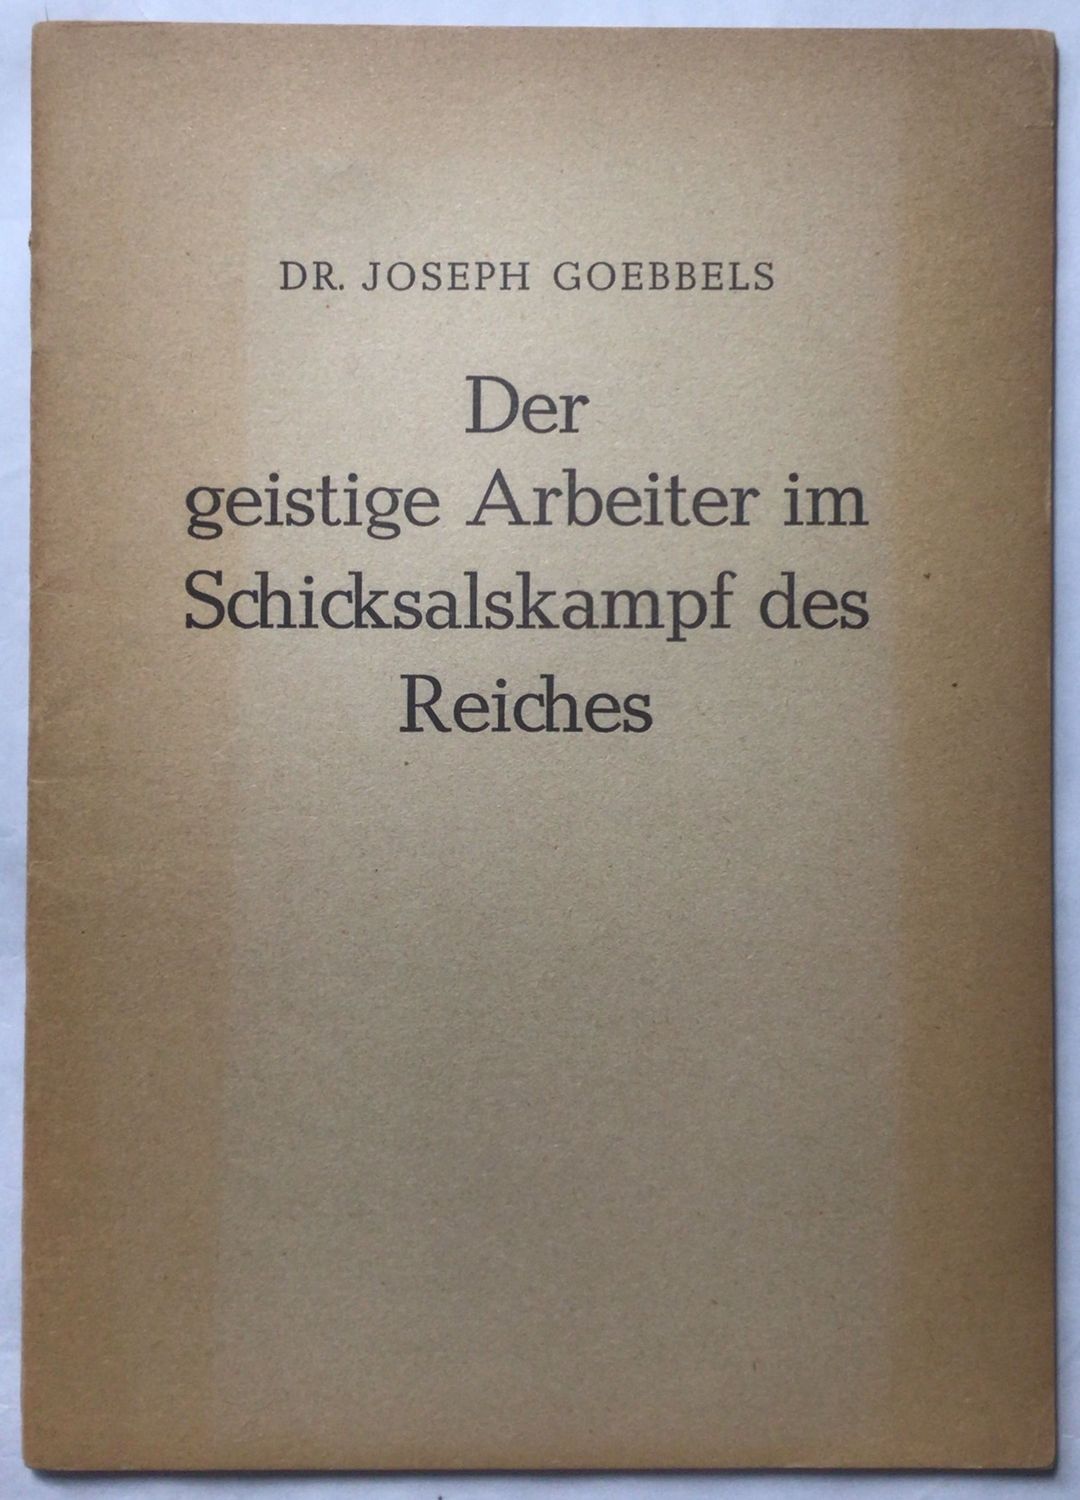 DR. JOSEPH GOEBBELS
Der
geistige Arbeiter im
Schicksalskampf des
Reiches